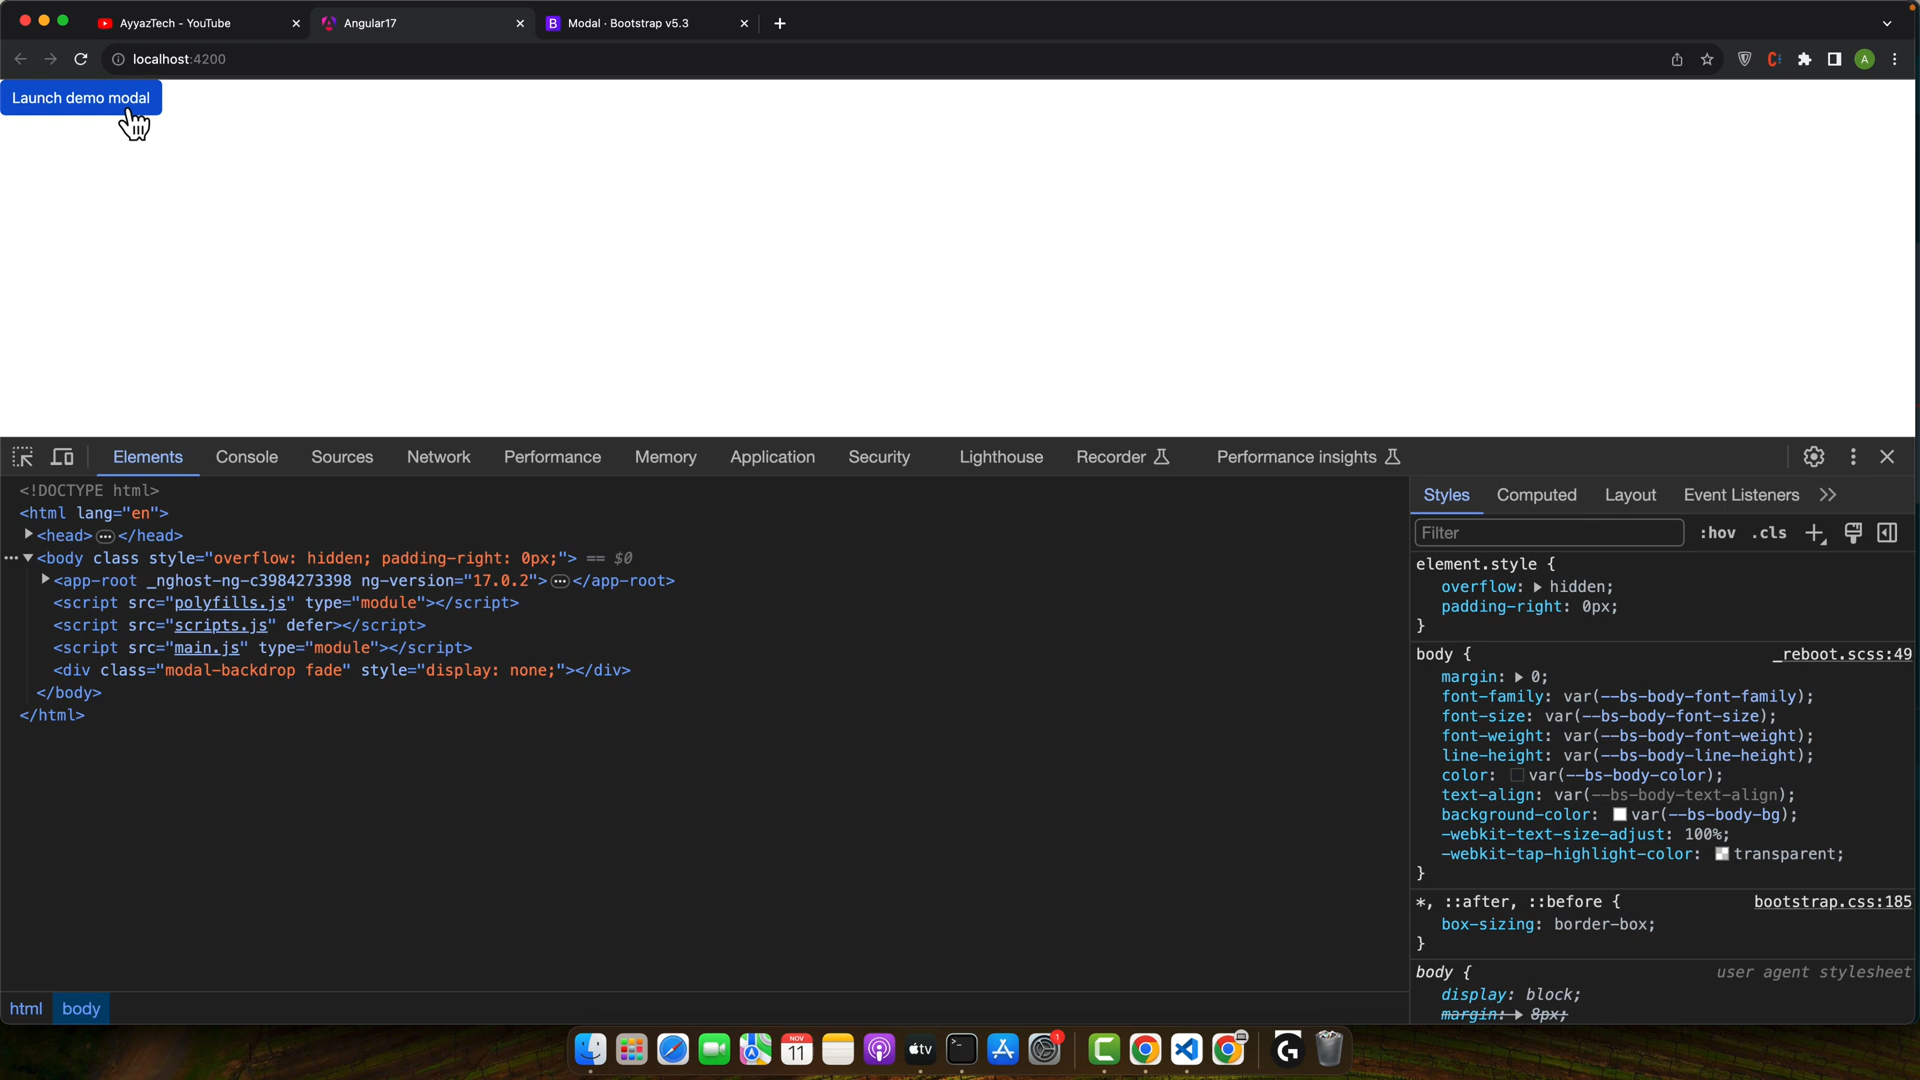 AyyazTech - YouTube
Angular17
B Modal · Bootstrap v5.3
localhost:4200
A
Launch demo modal
Elements Console Sources Network Performance Memory Application Security Lighthouse Recorder Performance insights
<!DOCTYPE html>
<html lang="en">
<head> ••• </head>
••• <body class style="overflow: hidden; padding-right: 0px;"> == $0
<app-root _nghost-ng-c3984273398 ng-version="17.0.2"> ••• </app-root>
<script src="polyfills.js" type="module"></script>
<script src="scripts.js" defer></script>
<script src="main.js" type="module"></script>
<div class="modal-backdrop fade" style="display: none;"></div>
</body>
</html>
html body
Styles Computed Layout Event Listeners
Filter :hov .cls
element.style {
overflow: hidden;
padding-right: 0px;
}
body { _reboot.scss:49
margin: 0;
font-family: var(--bs-body-font-family);
font-size: var(--bs-body-font-size);
font-weight: var(--bs-body-font-weight);
line-height: var(--bs-body-line-height);
color: var(--bs-body-color);
text-align: var(--bs-body-text-align);
background-color: var(--bs-body-bg);
-webkit-text-size-adjust: 100%;
-webkit-tap-highlight-color: transparent;
}
*, ::after, ::before { bootstrap.css:185
box-sizing: border-box;
}
body { user agent stylesheet
display: block;
margin: 8px;
NOV
11
tv
1